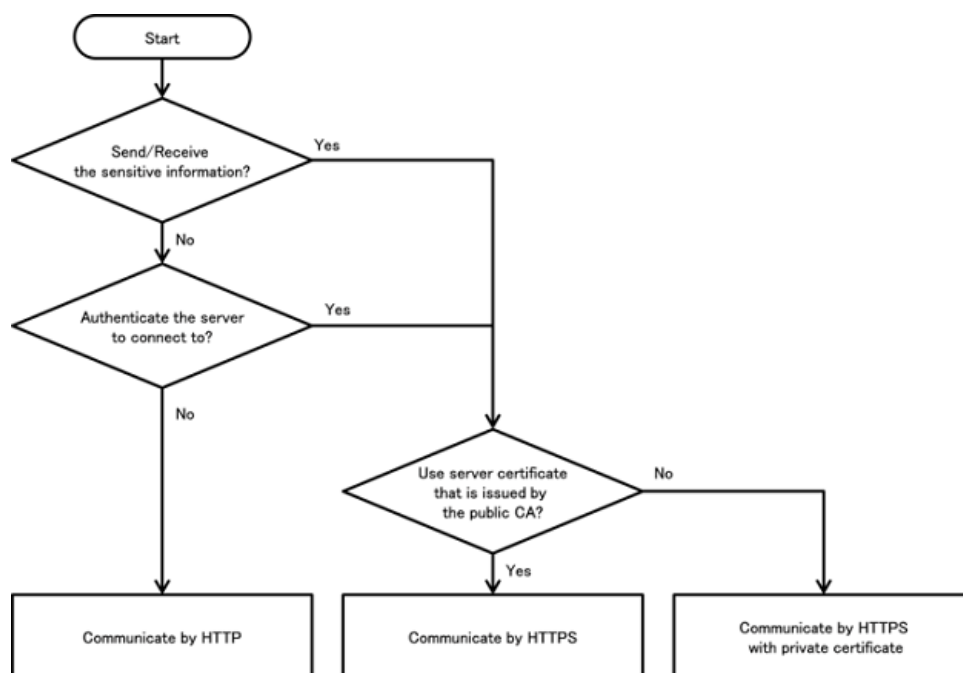 Start
Send/Receive
the sensitive information?
Yes
No
Authenticate the server
to connect to?
Yes
No
Use server certificate
that is issued by
the public CA?
No
Yes
Communicate by HTTP
Communicate by HTTPS
Communicate by HTTPS
with private certificate